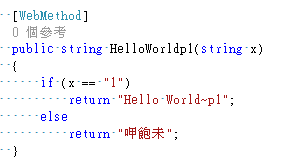 [WebMethod]
0 個參考
public string HelloWorldp1(string x)
{
if (x == "1")
return "Hello World~p1";
else
return "呷飽未";
}